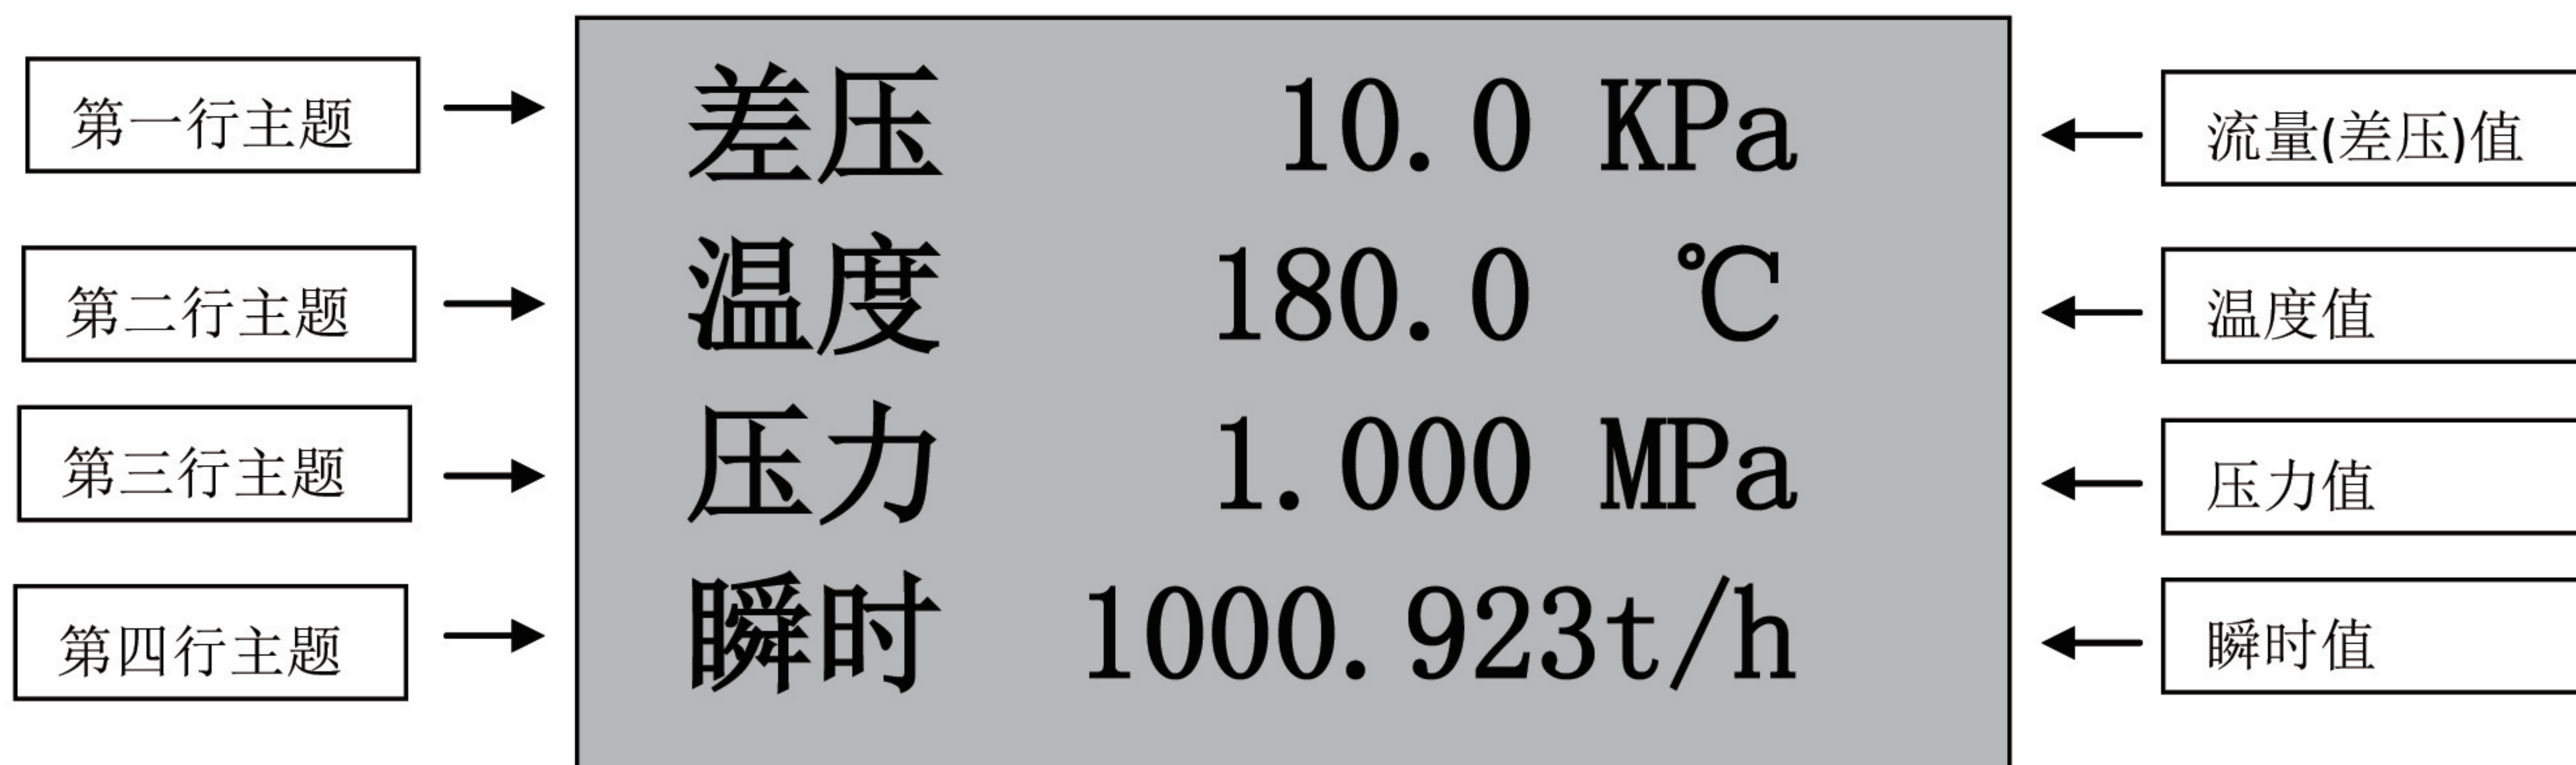 第一行主题 差压 10.0 KPa 流量(差压)值
第二行主题 温度 180.0 ℃ 温度值
第三行主题 压力 1.000 MPa 压力值
第四行主题 瞬时 1000.923t/h 瞬时值